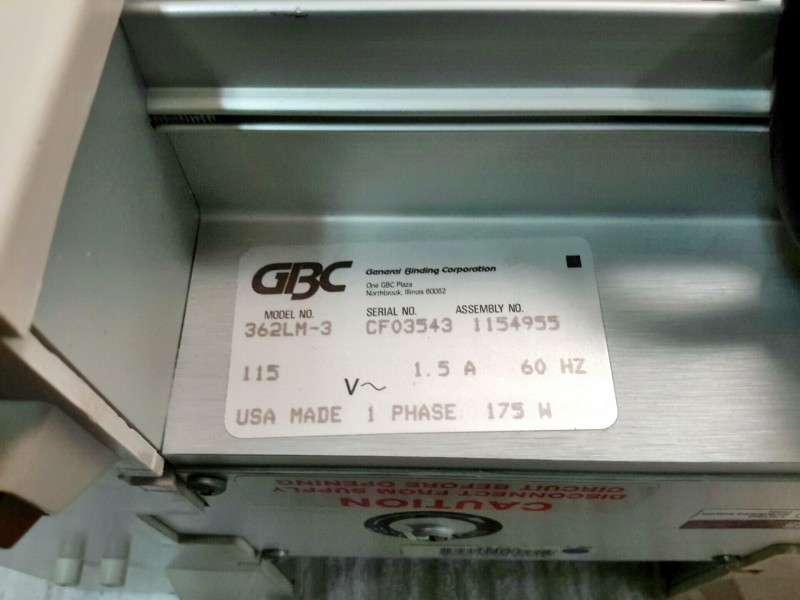 GBC General Binding Corporation
One GBC Plaza
Northbrook, Illinois 60062
MODEL NO. SERIAL NO. ASSEMBLY NO.
362LM-3 CF03543 1154955
115 V~ 1.5 A 60 HZ
USA MADE 1 PHASE 175 W
CAUTION
DISCONNECT FROM SUPPLY
CIRCUIT BEFORE OPENING